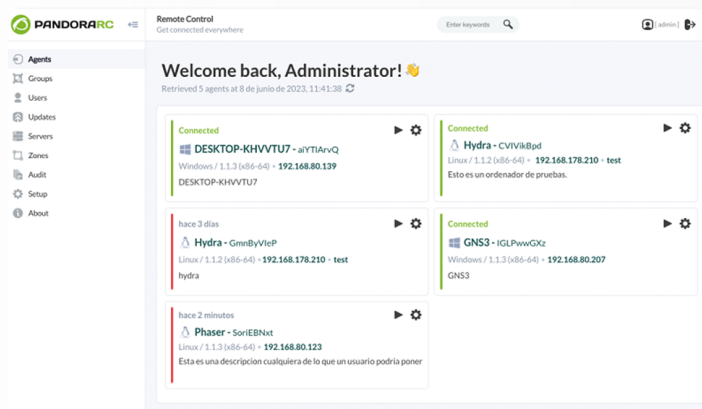 PANDORARC
Remote Control
Get connected everywhere
Enter keywords
[ admin ]
Agents
Groups
Users
Updates
Servers
Zones
Audit
Setup
About
Welcome back, Administrator! 👋
Retrieved 5 agents at 8 de junio de 2023, 11:41:38
Connected
DESKTOP-KHVVTU7 - aiYTlArvQ
Windows / 1.1.3 (x86-64) • 192.168.80.139
DESKTOP-KHVVTU7
Connected
Hydra - CVIVikBpd
Linux / 1.1.2 (x86-64) • 192.168.178.210 • test
Esto es un ordenador de pruebas.
hace 3 días
Hydra - GmnByVIeP
Linux / 1.1.2 (x86-64) • 192.168.178.210 • test
hydra
Connected
GNS3 - IGLPwwGXz
Windows / 1.1.3 (x86-64) • 192.168.80.207
GNS3
hace 2 minutos
Phaser - SoriEBNxt
Linux / 1.1.3 (x86-64) • 192.168.80.123
Esta es una descripcion cualquiera de lo que un usuario podria poner